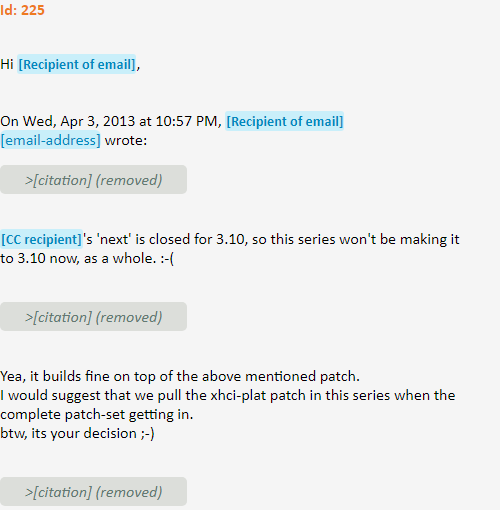 Id: 225
Hi [Recipient of email],
On Wed, Apr 3, 2013 at 10:57 PM, [Recipient of email]
[email-address] wrote:
>[citation] (removed)
[CC recipient]'s 'next' is closed for 3.10, so this series won't be making it
to 3.10 now, as a whole. :-(
>[citation] (removed)
Yea, it builds fine on top of the above mentioned patch.
I would suggest that we pull the xhci-plat patch in this series when the
complete patch-set getting in.
btw, its your decision ;-)
>[citation] (removed)